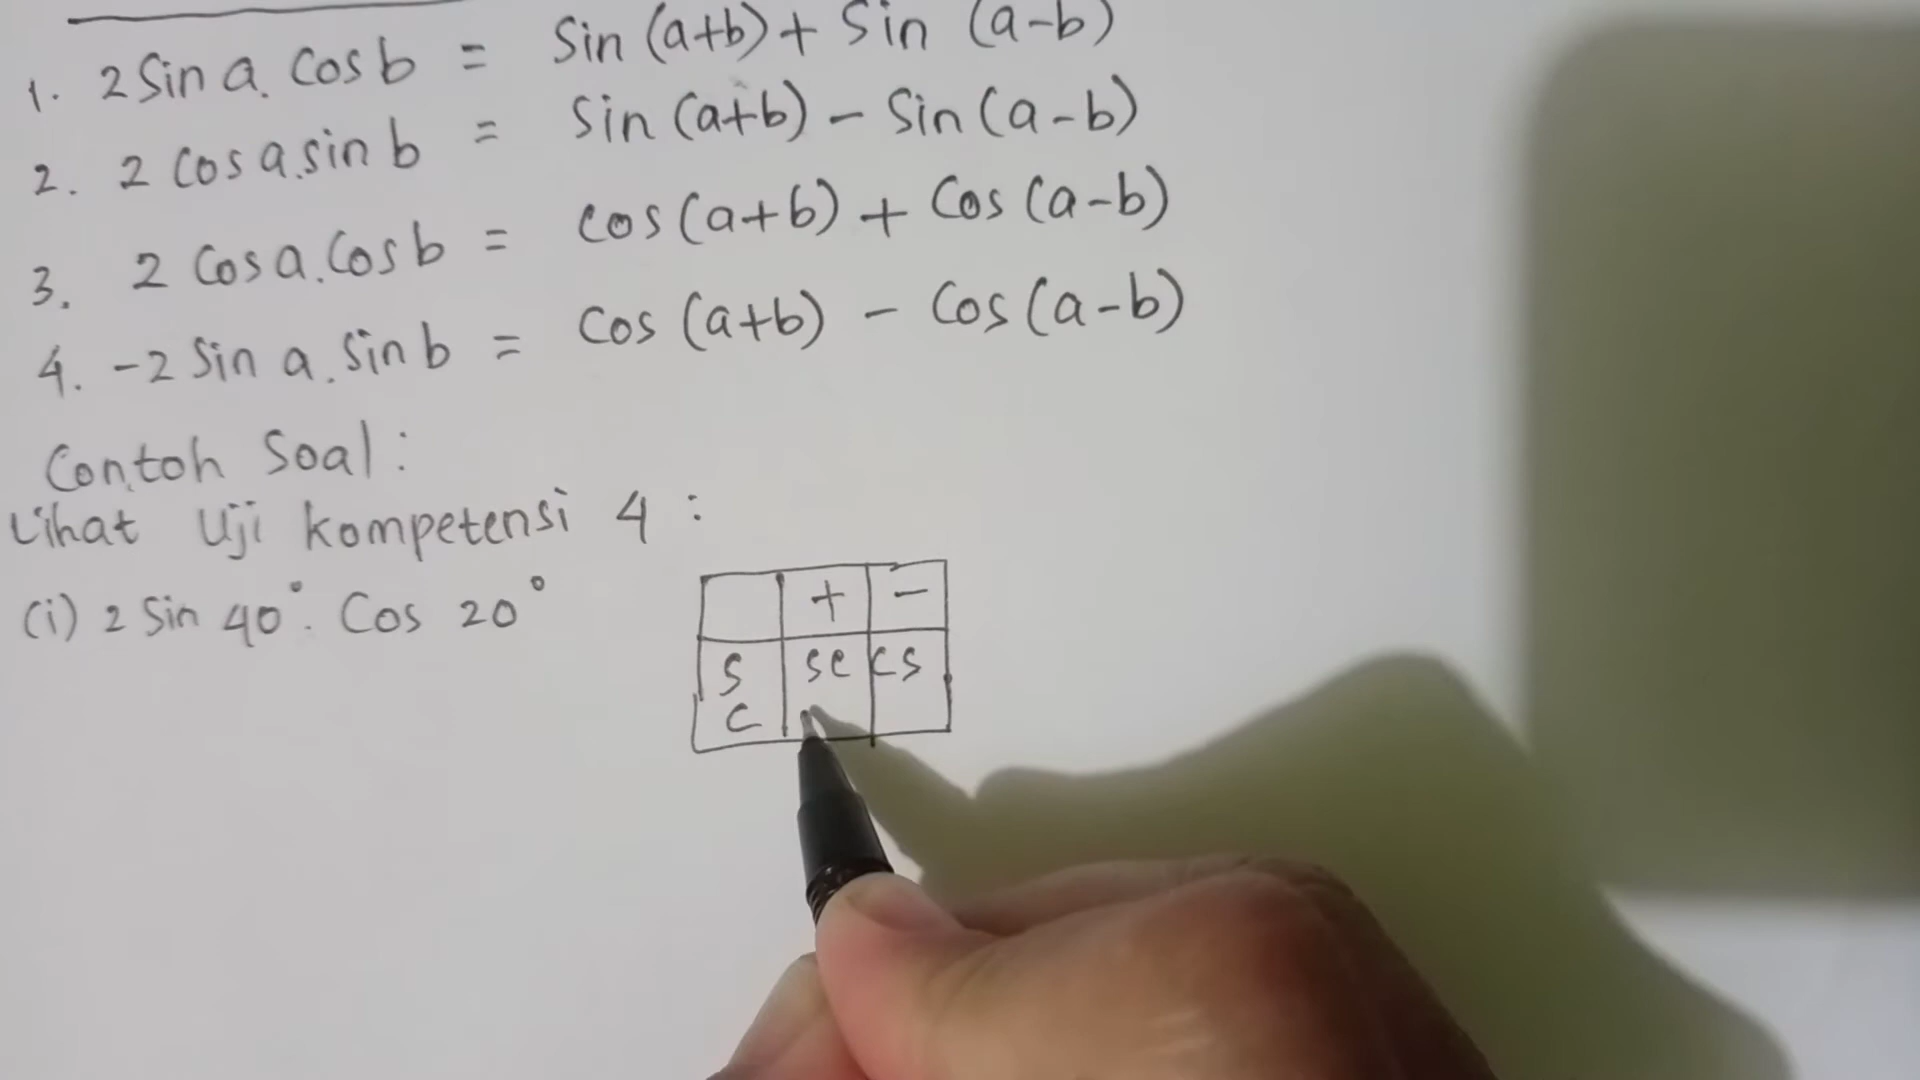 1. 2 Sin a. Cos b = Sin (a+b) + Sin (a-b)
2. 2 Cos a. sin b = Sin (a+b) - Sin (a-b)
3. 2 Cos a. Cos b = Cos (a+b) + Cos (a-b)
4. -2 Sin a. Sin b = Cos (a+b) - Cos (a-b)
Contoh Soal :
Lihat Uji kompetensi 4 :
(i) 2 Sin 40°. Cos 20°
+ -
S SC CS
C